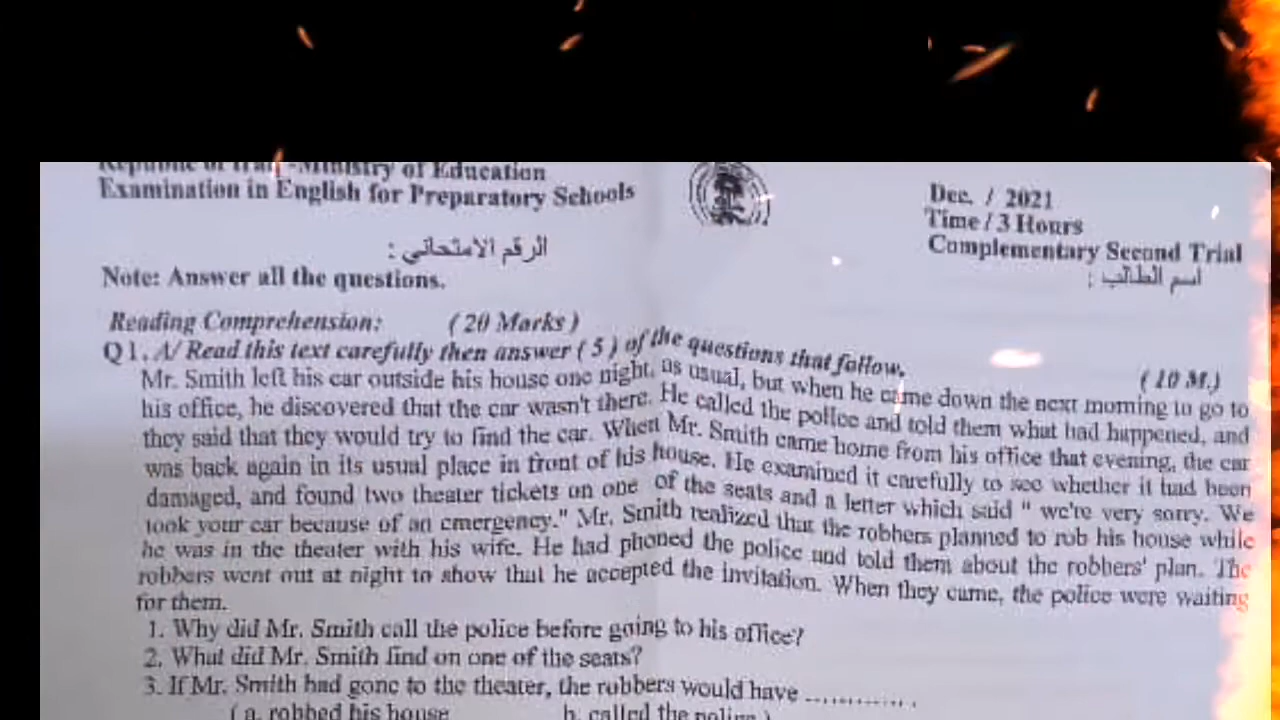 Republic of Iraq - Ministry of Education
Examination in English for Preparatory Schools
Dec. / 2021
Time / 3 Hours
Complementary Second Trial
الرقم الامتحاني :
اسم الطالب :
Note: Answer all the questions.
Reading Comprehension: ( 20 Marks )
Q1. A/ Read this text carefully then answer ( 5 ) of the questions that follow. ( 10 M.)
Mr. Smith left his car outside his house one night, as usual, but when he came down the next morning to go to
his office, he discovered that the car wasn't there. He called the police and told them what had happened, and
they said that they would try to find the car. When Mr. Smith came home from his office that evening, the car
was back again in its usual place in front of his house. He examined it carefully to see whether it had been
damaged, and found two theater tickets on one of the seats and a letter which said " we're very sorry. We
took your car because of an emergency." Mr. Smith realized that the robbers planned to rob his house while
he was in the theater with his wife. He had phoned the police and told them about the robbers' plan. The
robbers went out at night to show that he accepted the invitation. When they came, the police were waiting
for them.
1. Why did Mr. Smith call the police before going to his office?
2. What did Mr. Smith find on one of the seats?
3. If Mr. Smith had gone to the theater, the robbers would have .............
( a. robbed his house b. called the police )